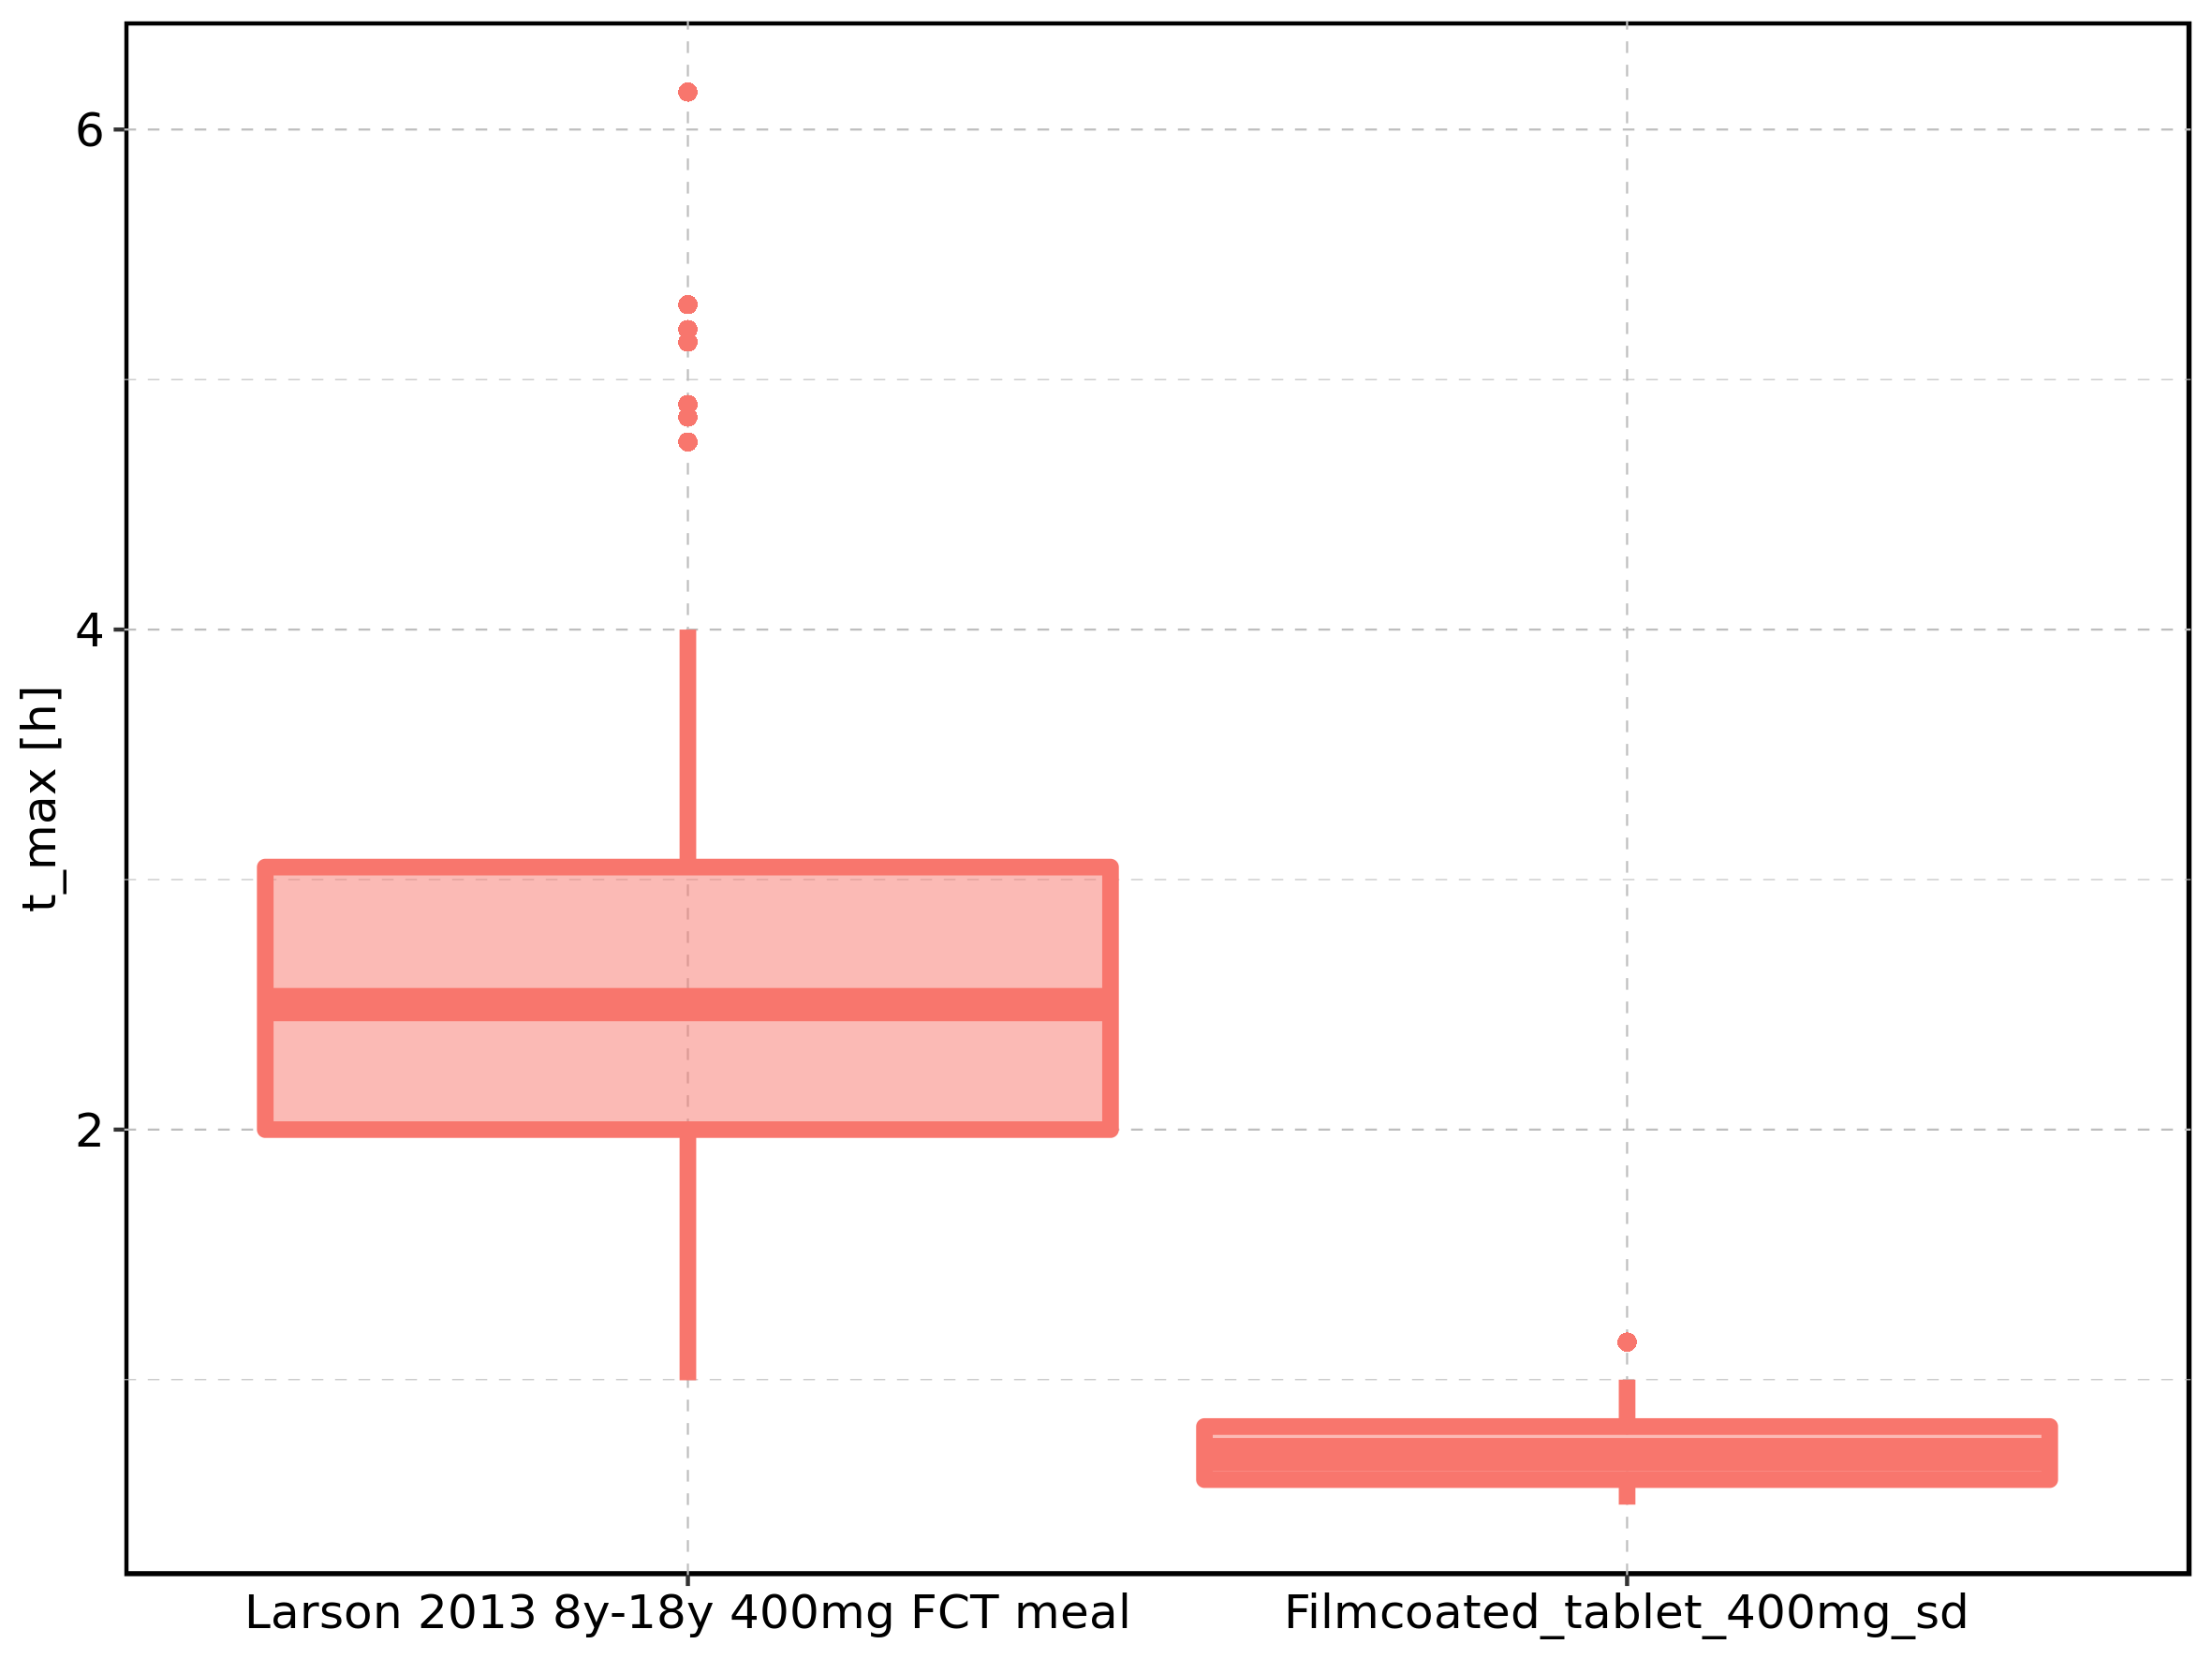 6
4
2
t_max [h]
Larson 2013 8y-18y 400mg FCT meal
Filmcoated_tablet_400mg_sd